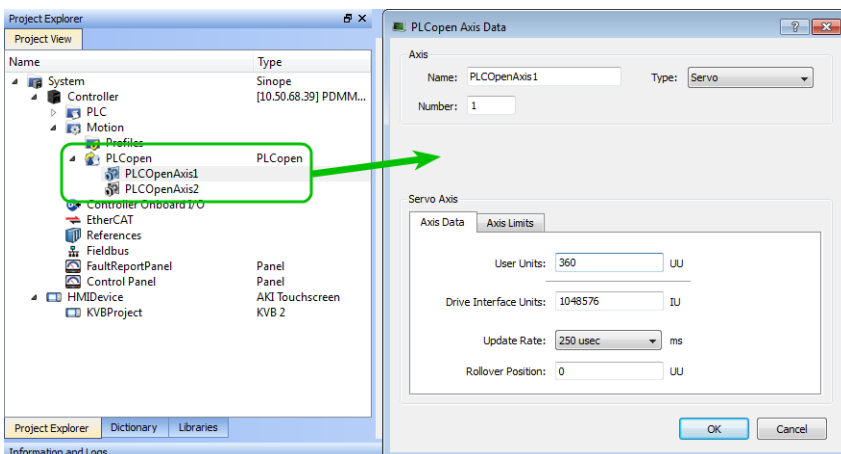 Project Explorer
Project View
Name Type
System Sinope
Controller [10.50.68.39] PDMM...
PLC
Motion
Profiles
PLCopen PLCopen
PLCOpenAxis1
PLCOpenAxis2
Controller Onboard I/O
EtherCAT
References
Fieldbus
FaultReportPanel Panel
Control Panel Panel
HMIDevice AKI Touchscreen
KVBProject KVB 2
Project Explorer Dictionary Libraries
Information and Logs
PLCopen Axis Data
Axis
Name: PLCOpenAxis1 Type: Servo
Number: 1
Servo Axis
Axis Data Axis Limits
User Units: 360 UU
Drive Interface Units: 1048576 IU
Update Rate: 250 usec ms
Rollover Position: 0 UU
OK Cancel